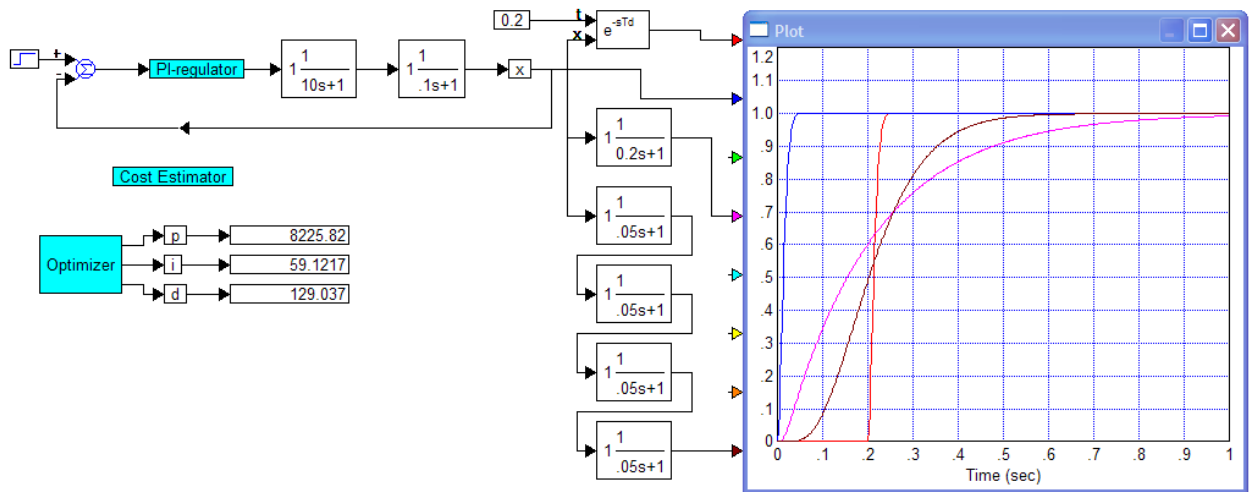 0.2
t
x
e^-sTd
+
-
Σ
PI-regulator
1 1
10s+1
1 1
.1s+1
x
1 1
0.2s+1
Cost Estimator
1 1
.05s+1
Optimizer
p
8225.82
i
59.1217
d
129.037
1 1
.05s+1
1 1
.05s+1
1 1
.05s+1
Plot
1.2
1.1
1.0
.9
.8
.7
.6
.5
.4
.3
.2
.1
0
0 .1 .2 .3 .4 .5 .6 .7 .8 .9 1
Time (sec)